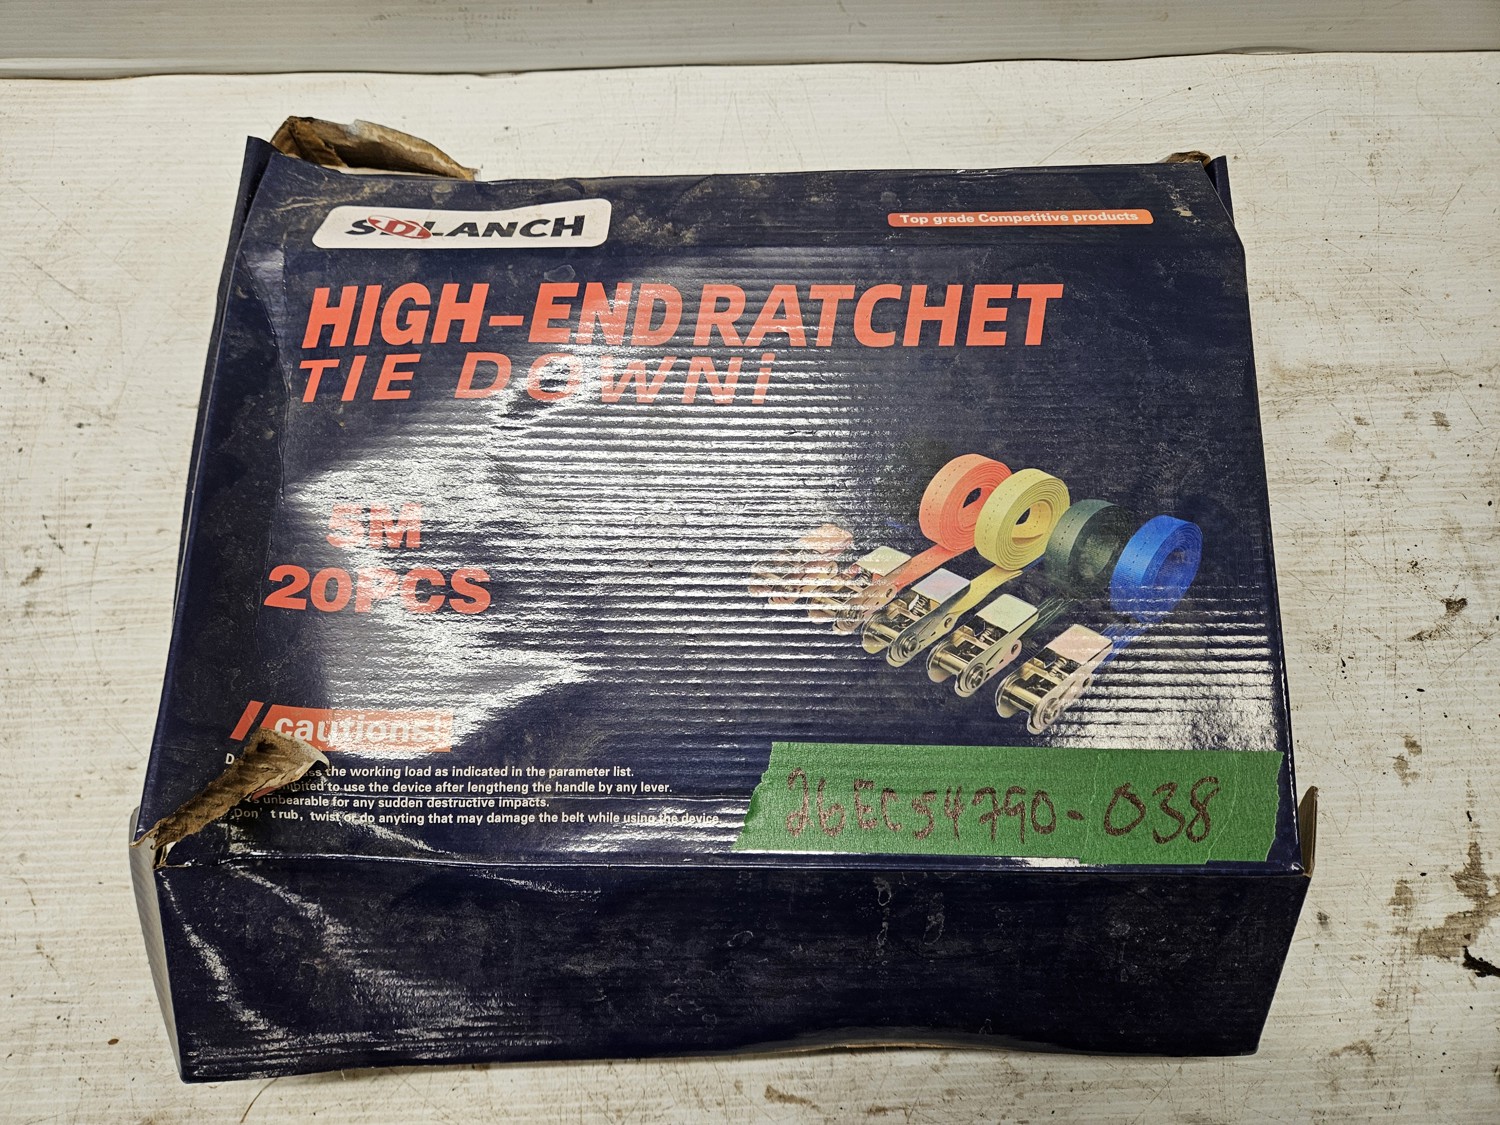 SDLANCH
Top grade Competitive products
HIGH-END RATCHET
TIE DOWNi
5M
20PCS
cautions!
the working load as indicated in the parameter list.
to use the device after lengtheng the handle by any lever.
unbearable for any sudden destructive impacts.
Don' t rub, twist or do anyting that may damage the belt while using the device.
26EC54790-038